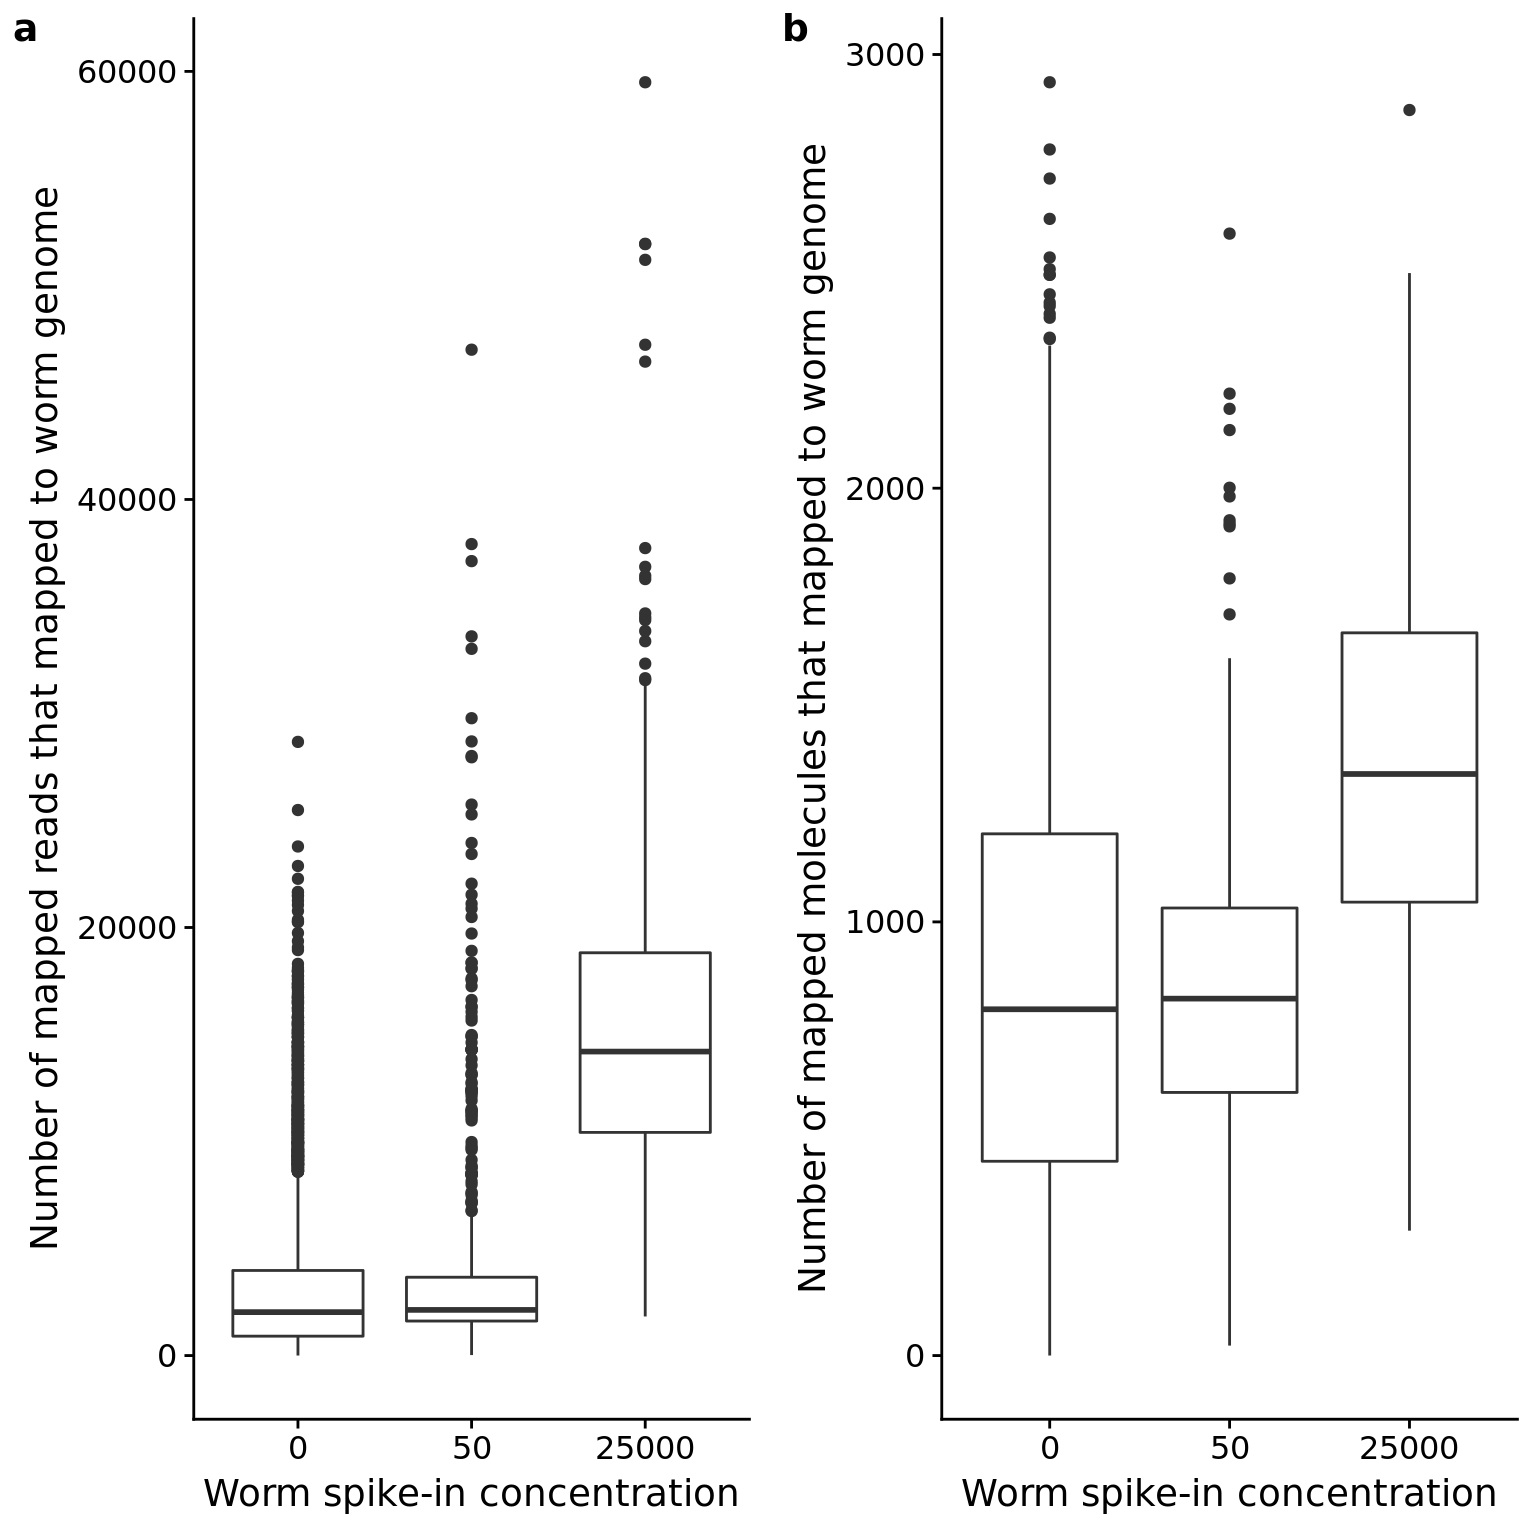 a
Number of mapped reads that mapped to worm genome
60000
40000
20000
0
0 50 25000
Worm spike-in concentration
b
Number of mapped molecules that mapped to worm genome
3000
2000
1000
0
0 50 25000
Worm spike-in concentration